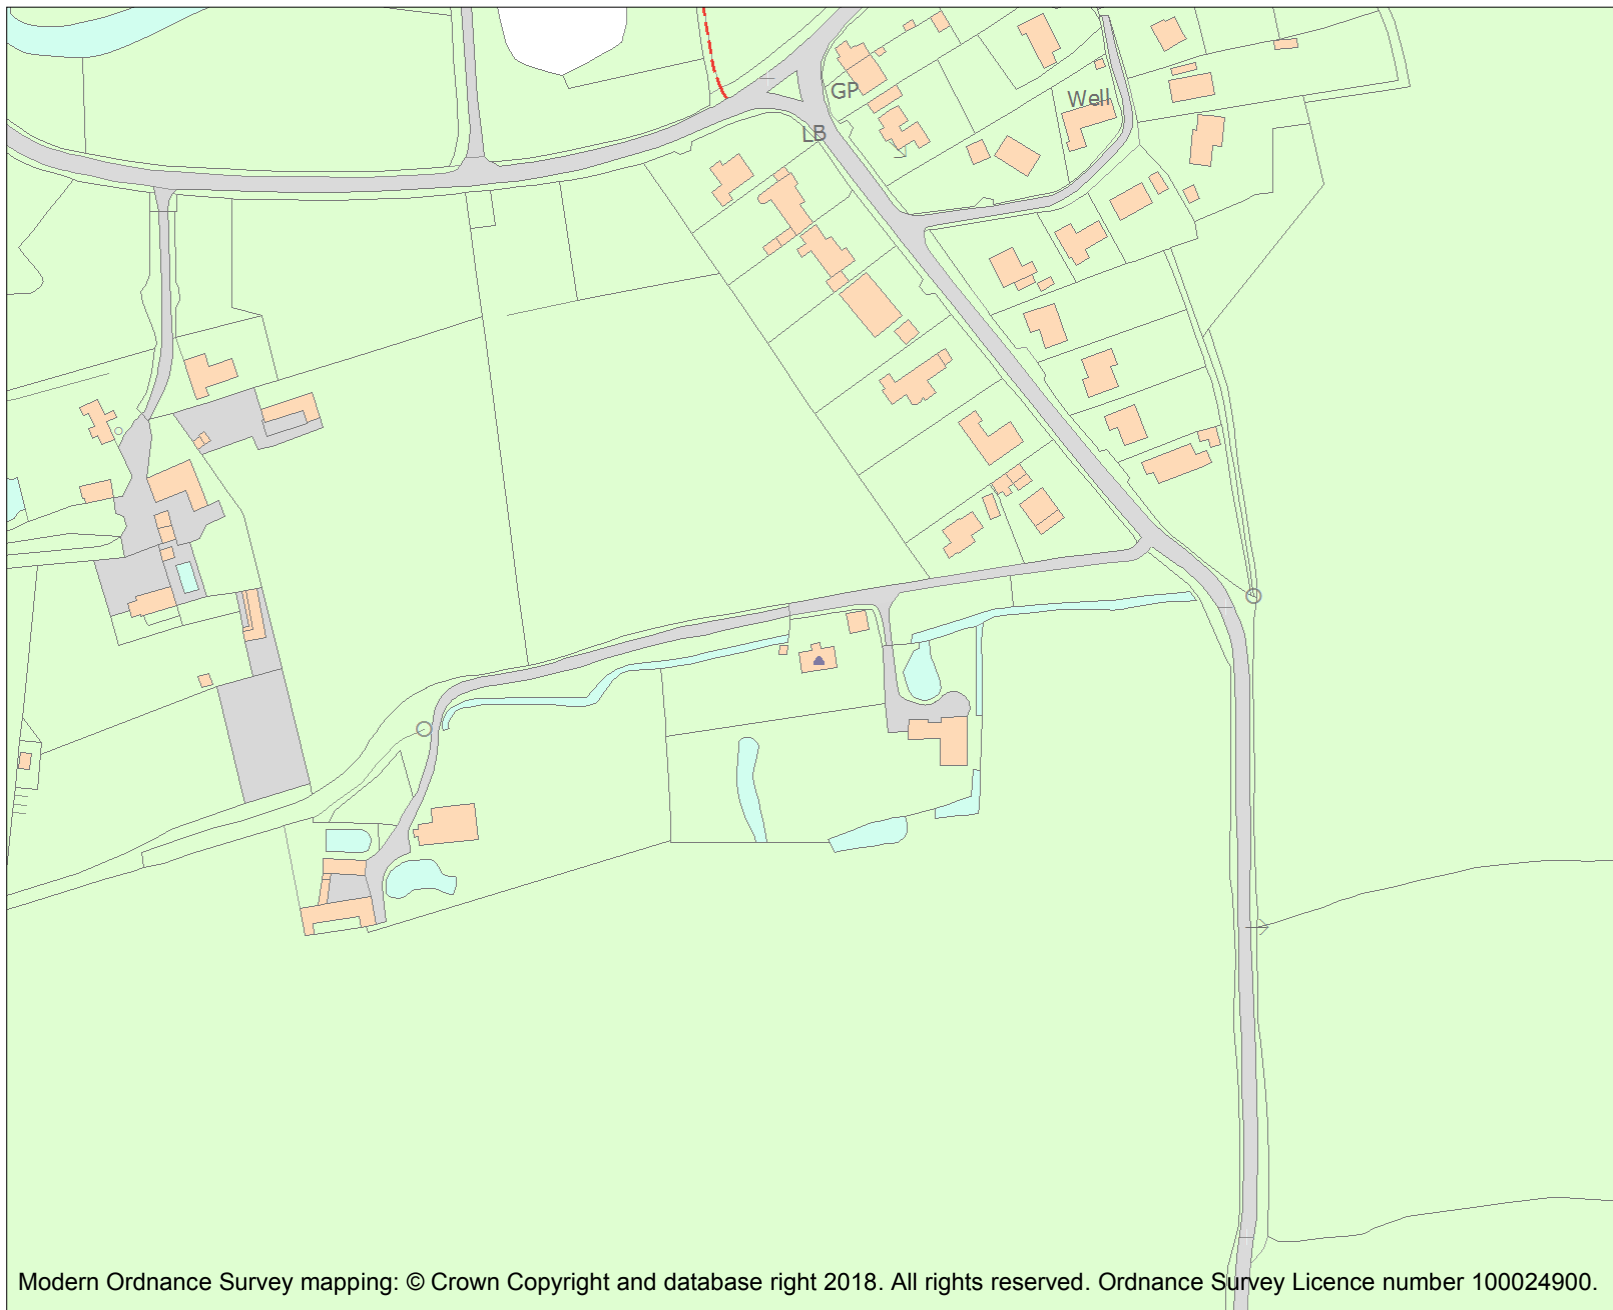 GP
Well
LB
Modern Ordnance Survey mapping: © Crown Copyright and database right 2018. All rights reserved. Ordnance Survey Licence number 100024900.